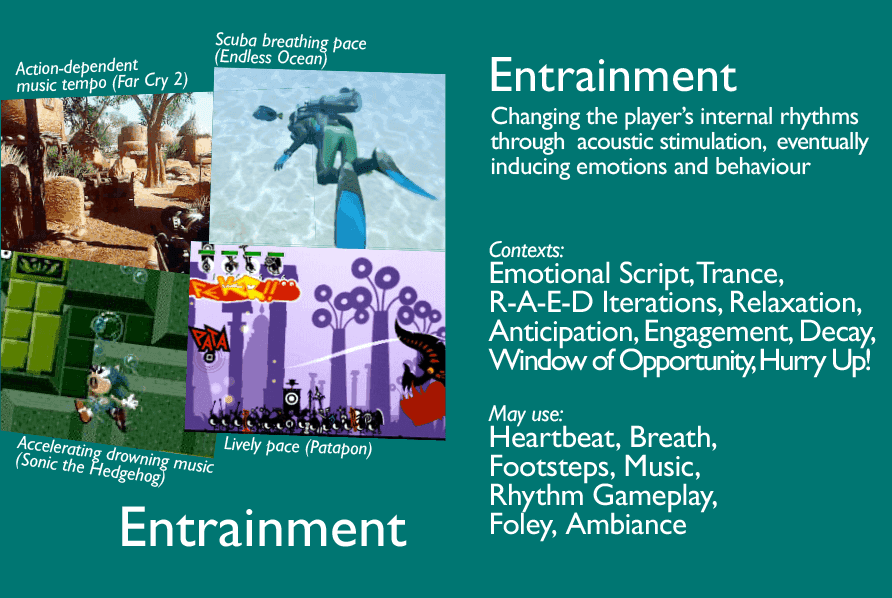 Scuba breathing pace
(Endless Ocean)
Action-dependent
music tempo (Far Cry 2)
PATA
Accelerating drowning music
(Sonic the Hedgehog)
Lively pace (Patapon)
Entrainment
Entrainment
Changing the player's internal rhythms
through acoustic stimulation, eventually
inducing emotions and behaviour
Contexts:
Emotional Script, Trance,
R-A-E-D Iterations, Relaxation,
Anticipation, Engagement, Decay,
Window of Opportunity, Hurry Up!
May use:
Heartbeat, Breath,
Footsteps, Music,
Rhythm Gameplay,
Foley, Ambiance